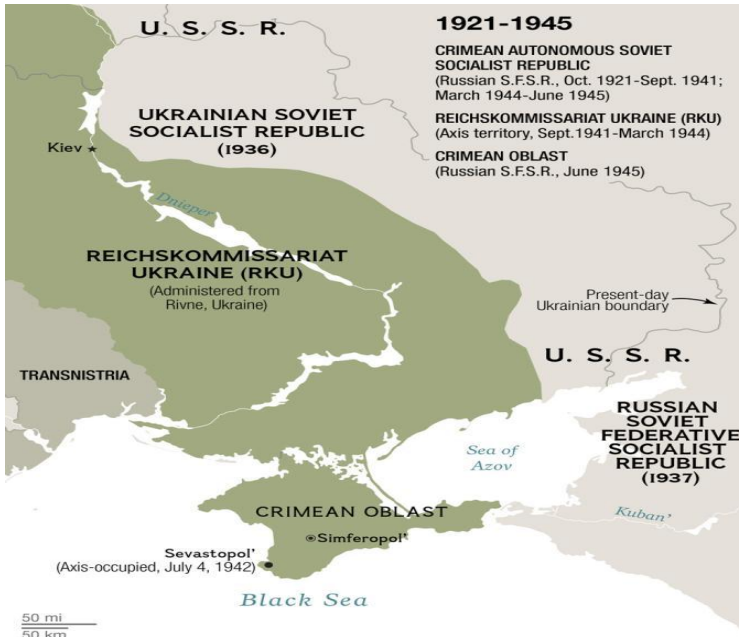 U. S. S. R.
1921-1945
CRIMEAN AUTONOMOUS SOVIET
SOCIALIST REPUBLIC
(Russian S.F.S.R., Oct. 1921-Sept. 1941;
March 1944-June 1945)
REICHSKOMMISSARIAT UKRAINE (RKU)
(Axis territory, Sept.1941-March 1944)
CRIMEAN OBLAST
(Russian S.F.S.R., June 1945)
UKRAINIAN SOVIET
SOCIALIST REPUBLIC
(1936)
Kiev
Dnieper
REICHSKOMMISSARIAT
UKRAINE (RKU)
(Administered from
Rivne, Ukraine)
Present-day
Ukrainian boundary
U. S. S. R.
TRANSNISTRIA
RUSSIAN
SOVIET
FEDERATIVE
SOCIALIST
REPUBLIC
(1937)
Sea of
Azov
Kuban'
CRIMEAN OBLAST
Simferopol'
Sevastopol'
(Axis-occupied, July 4, 1942)
Black Sea
50 mi
50 km